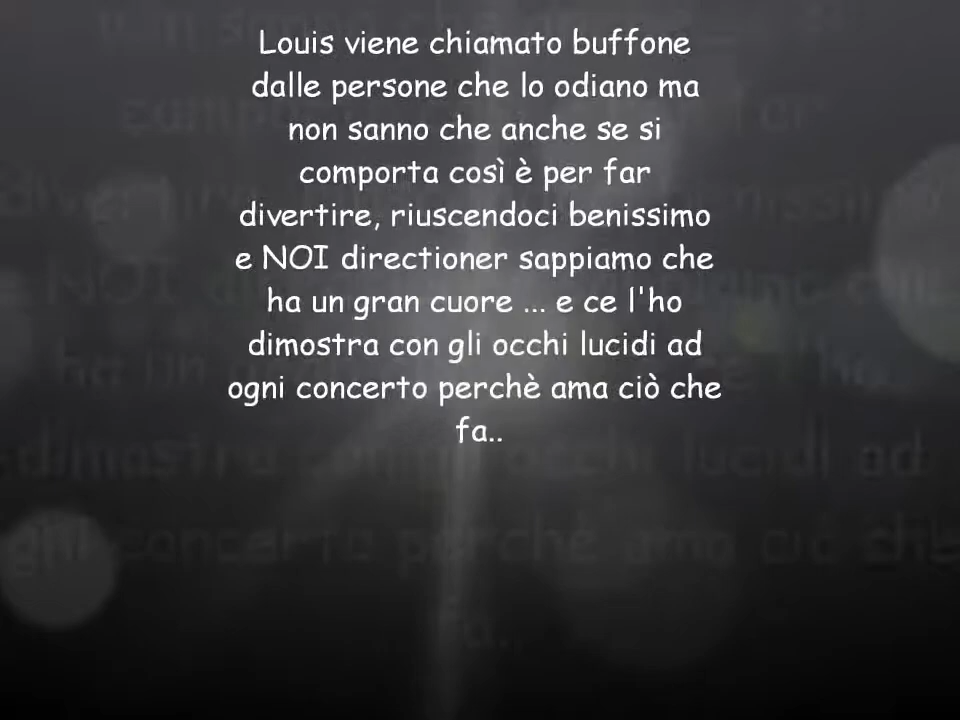 Louis viene chiamato buffone
dalle persone che lo odiano ma
non sanno che anche se si
comporta così è per far
divertire, riuscendoci benissimo
e NOI directioner sappiamo che
ha un gran cuore ... e ce l'ho
dimostra con gli occhi lucidi ad
ogni concerto perchè ama ciò che
fa..